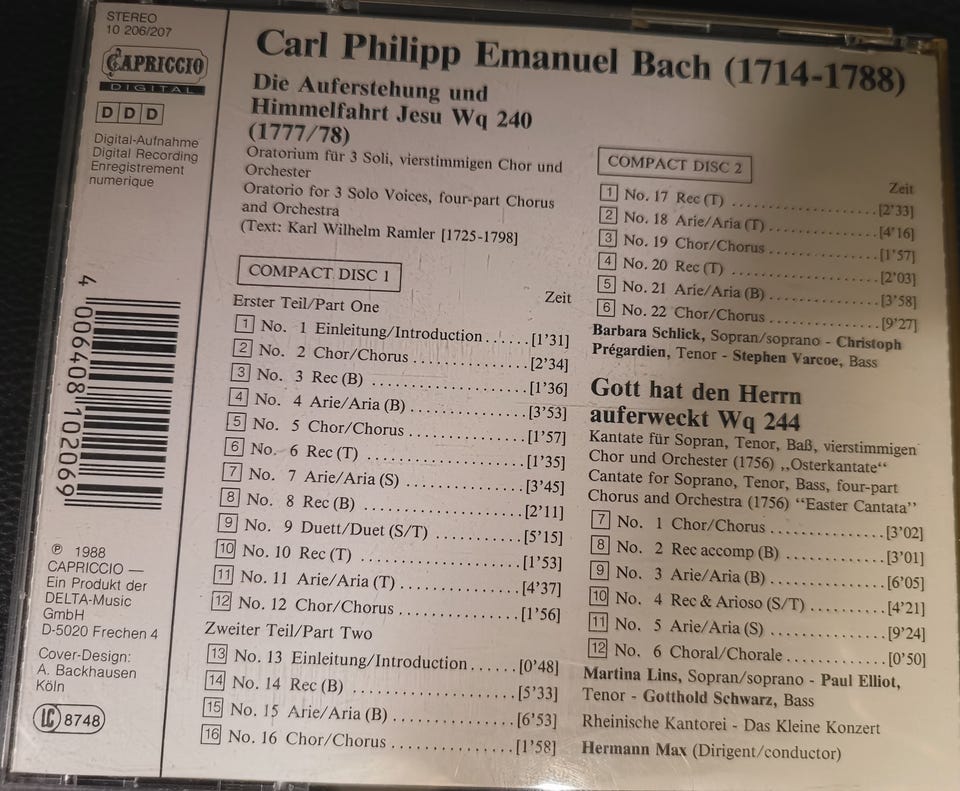 STEREO
10 206/207
CAPRICCIO
DIGITAL
D D D
Digital-Aufnahme
Digital Recording
Enregistrement
numerique
4 006408 102069
℗ 1988
CAPRICCIO —
Ein Produkt der
DELTA-Music
GmbH
D-5020 Frechen 4
Cover-Design:
A. Backhausen
Köln
LC 8748
Carl Philipp Emanuel Bach (1714-1788)
Die Auferstehung und
Himmelfahrt Jesu Wq 240
(1777/78)
Oratorium für 3 Soli, vierstimmigen Chor und
Orchester
Oratorio for 3 Solo Voices, four-part Chorus
and Orchestra
(Text: Karl Wilhelm Ramler [1725-1798]
COMPACT DISC 1
Zeit
Erster Teil/Part One
1 No. 1 Einleitung/Introduction ...... [1'31]
2 No. 2 Chor/Chorus .................. [2'34]
3 No. 3 Rec (B) .................. [1'36]
4 No. 4 Arie/Aria (B) .................. [3'53]
5 No. 5 Chor/Chorus .................. [1'57]
6 No. 6 Rec (T) .................. [1'35]
7 No. 7 Arie/Aria (S) .................. [3'45]
8 No. 8 Rec (B) .................. [2'11]
9 No. 9 Duett/Duet (S/T) .................. [5'15]
10 No. 10 Rec (T) .................. [1'53]
11 No. 11 Arie/Aria (T) .................. [4'37]
12 No. 12 Chor/Chorus .................. [1'56]
Zweiter Teil/Part Two
13 No. 13 Einleitung/Introduction ...... [0'48]
14 No. 14 Rec (B) .................. [5'33]
15 No. 15 Arie/Aria (B) .................. [6'53]
16 No. 16 Chor/Chorus .................. [1'58]
COMPACT DISC 2
Zeit
1 No. 17 Rec (T) .................. [2'33]
2 No. 18 Arie/Aria (T) .................. [4'16]
3 No. 19 Chor/Chorus .................. [1'57]
4 No. 20 Rec (T) .................. [2'03]
5 No. 21 Arie/Aria (B) .................. [3'58]
6 No. 22 Chor/Chorus .................. [9'27]
Barbara Schlick, Sopran/soprano - Christoph
Prégardien, Tenor - Stephen Varcoe, Bass
Gott hat den Herrn
auferweckt Wq 244
Kantate für Sopran, Tenor, Baß, vierstimmigen
Chor und Orchester (1756) „Osterkantate“
Cantate for Soprano, Tenor, Bass, four-part
Chorus and Orchestra (1756) “Easter Cantata”
7 No. 1 Chor/Chorus .................. [3'02]
8 No. 2 Rec accomp (B) .................. [3'01]
9 No. 3 Arie/Aria (B) .................. [6'05]
10 No. 4 Rec & Arioso (S/T) .................. [4'21]
11 No. 5 Arie/Aria (S) .................. [9'24]
12 No. 6 Choral/Chorale .................. [0'50]
Martina Lins, Sopran/soprano - Paul Elliot,
Tenor - Gotthold Schwarz, Bass
Rheinische Kantorei - Das Kleine Konzert
Hermann Max (Dirigent/conductor)